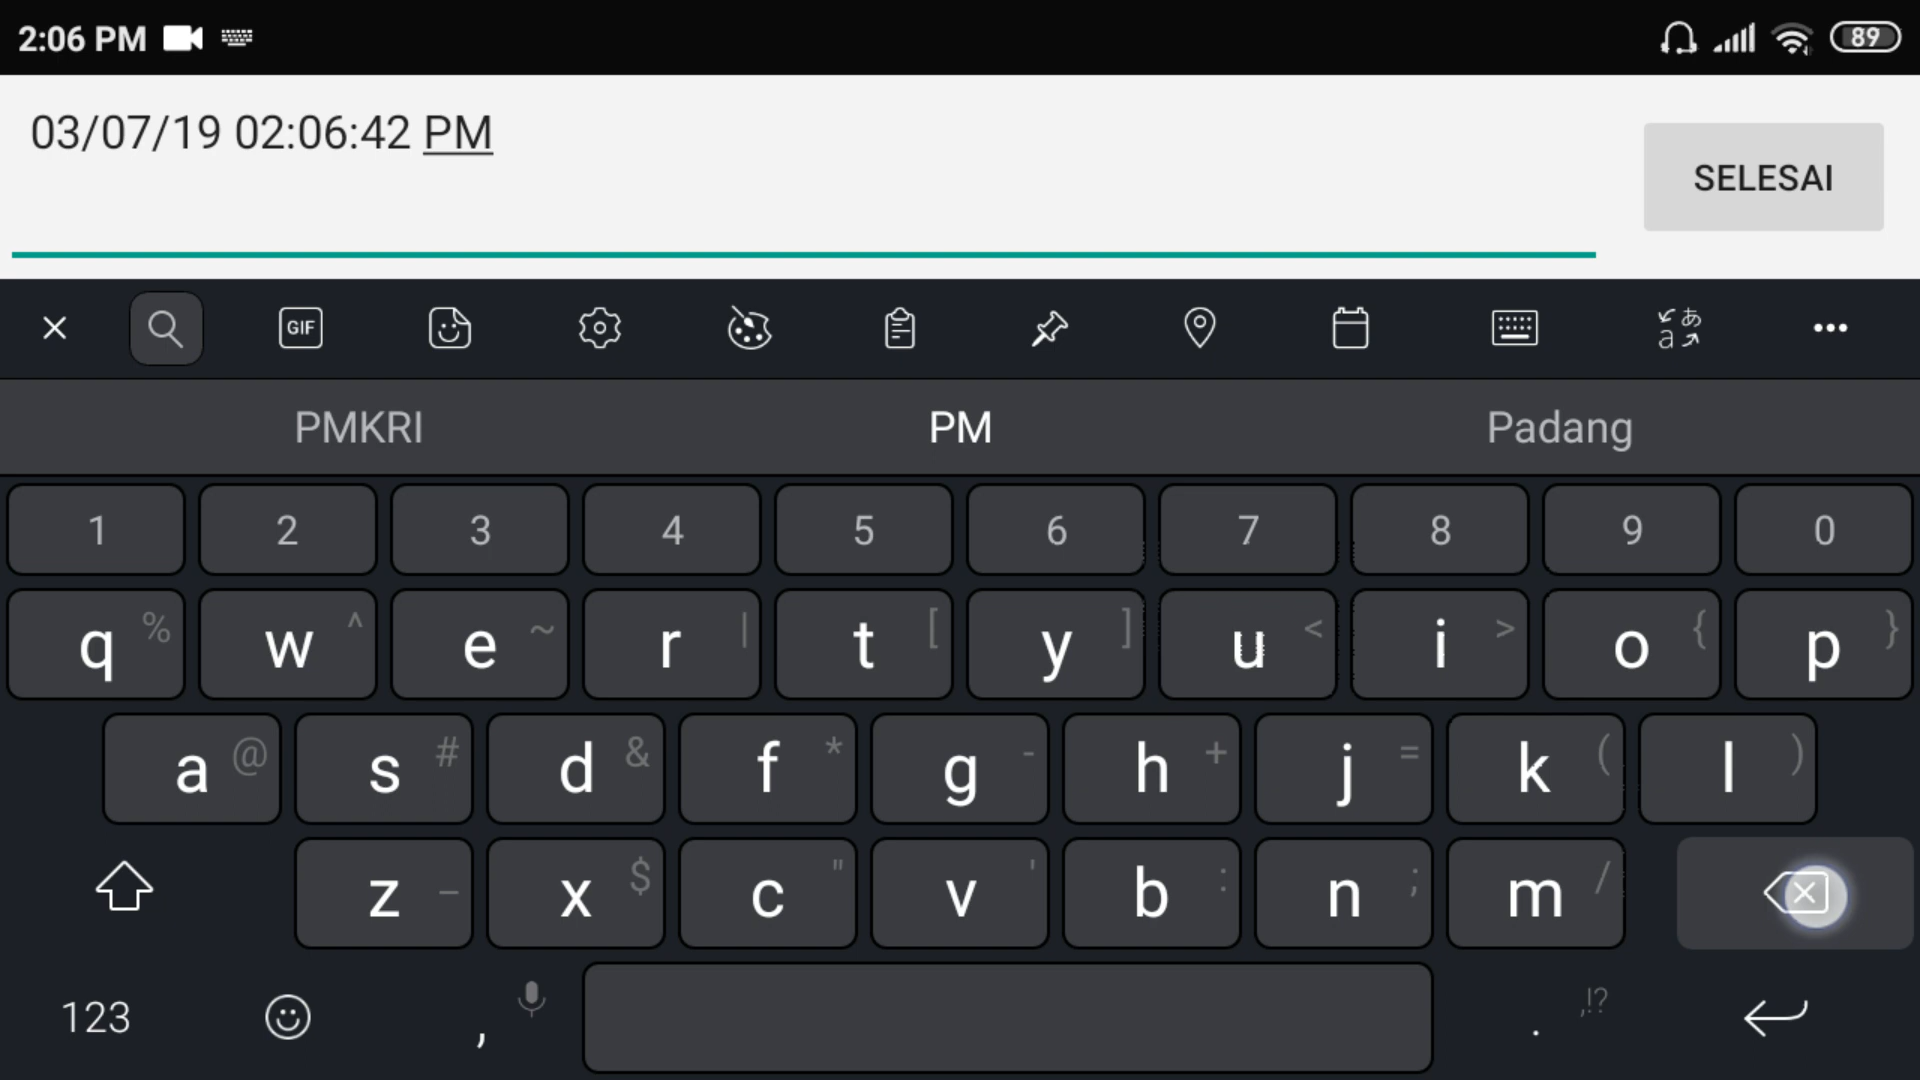 2:06 PM 89
03/07/19 02:06:42 PM
SELESAI
GIF あ a
PMKRI PM Padang
1 2 3 4 5 6 7 8 9 0
q % w ^ e ~ r | t [ y ] u < i > o { p }
a @ s # d & f * g - h + j = k ( l )
z _ x $ c " v ' b : n ; m /
123 , . ,!?